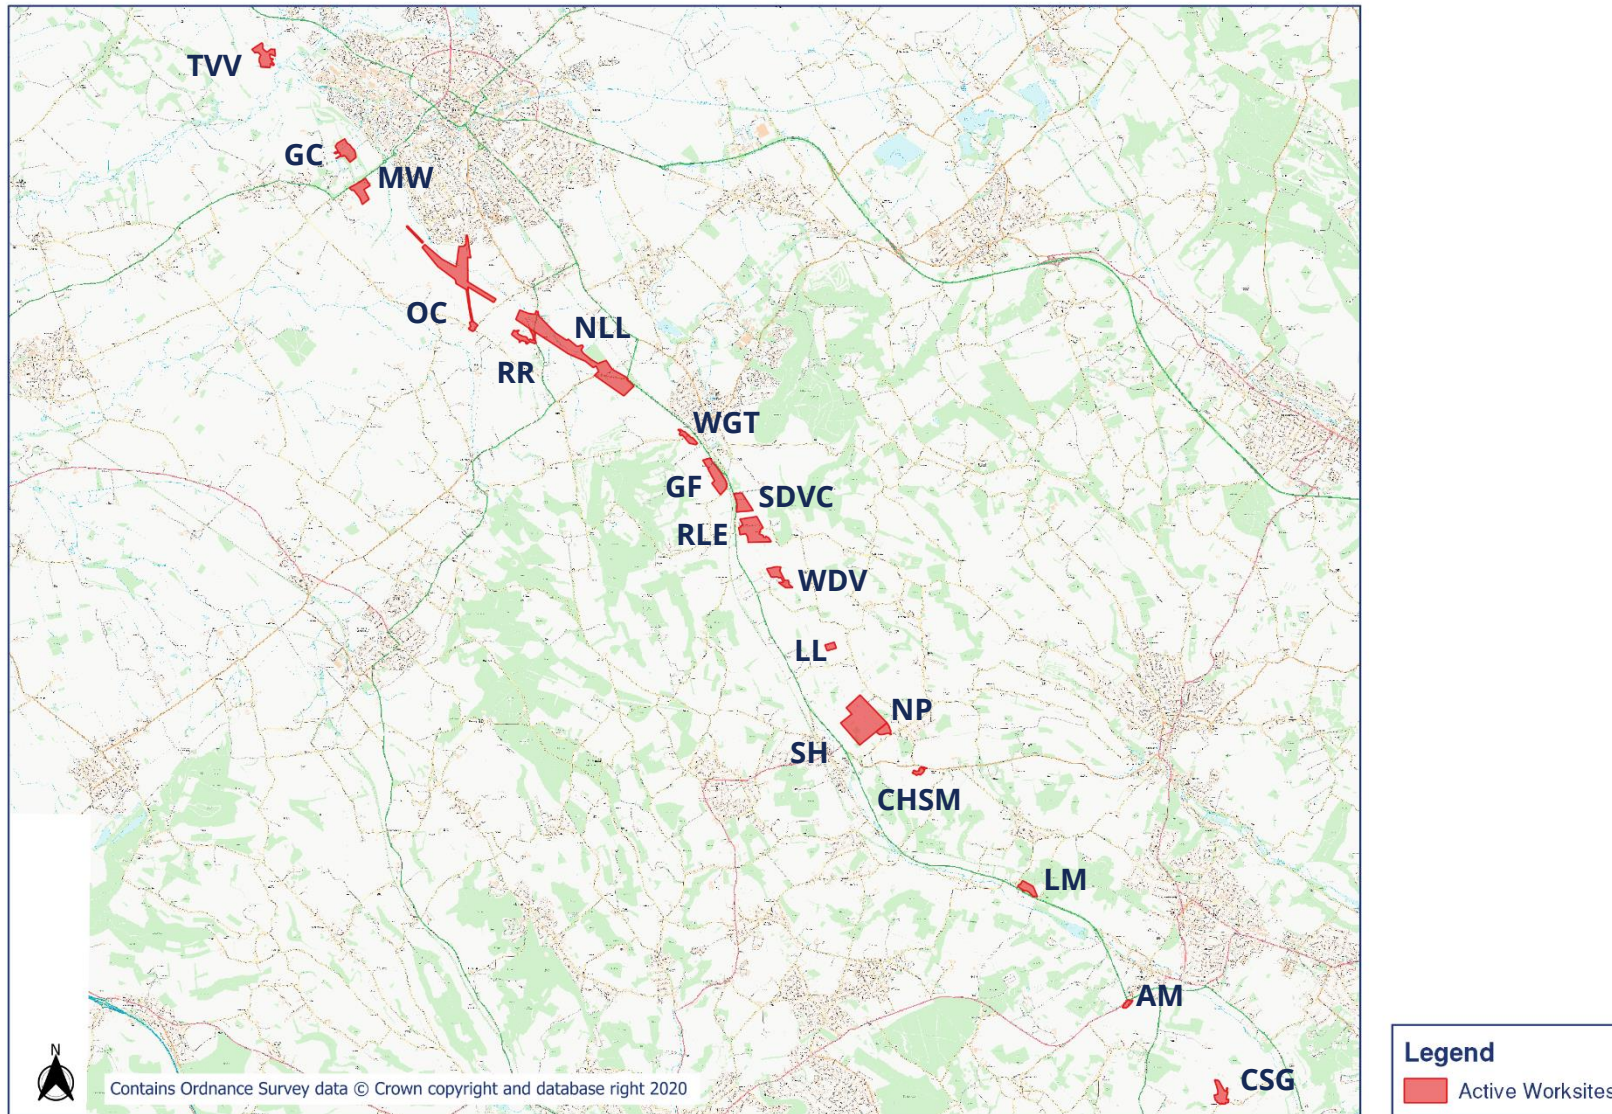 TVV
GC
MW
OC
NLL
RR
WGT
GF
SDVC
RLE
WDV
LL
NP
SH
CHSM
LM
AM
CSG
N
Contains Ordnance Survey data © Crown copyright and database right 2020
Legend
Active Worksites